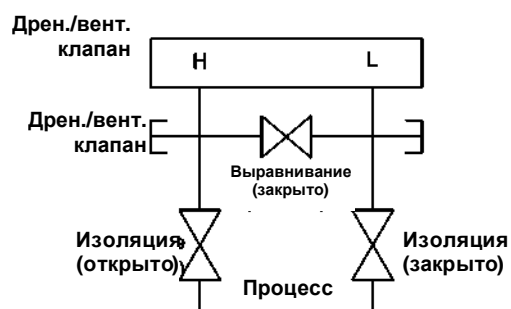 Дрен./вент.
клапан
H L
Дрен./вент.
клапан
Выравнивание
(закрыто)
Изоляция
(открыто)
Изоляция
(закрыто)
Процесс